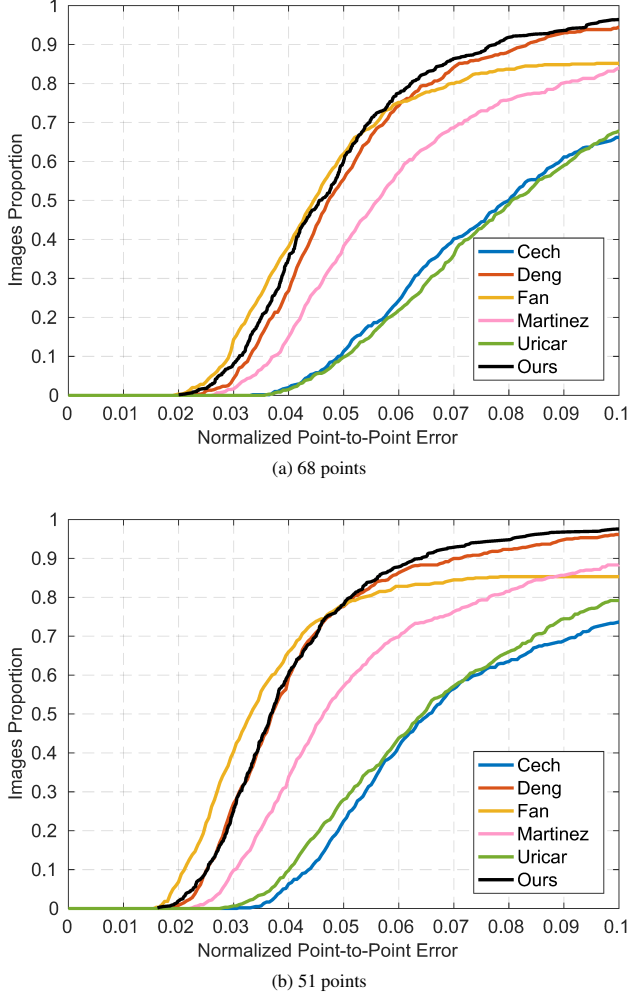 1
0.9
0.8
0.7
0.6
0.5
0.4
0.3
0.2
0.1
0
Images Proportion
Cech
Deng
Fan
Martinez
Uricar
Ours
0 0.01 0.02 0.03 0.04 0.05 0.06 0.07 0.08 0.09 0.1
Normalized Point-to-Point Error
(a) 68 points
1
0.9
0.8
0.7
0.6
0.5
0.4
0.3
0.2
0.1
0
Images Proportion
Cech
Deng
Fan
Martinez
Uricar
Ours
0 0.01 0.02 0.03 0.04 0.05 0.06 0.07 0.08 0.09 0.1
Normalized Point-to-Point Error
(b) 51 points